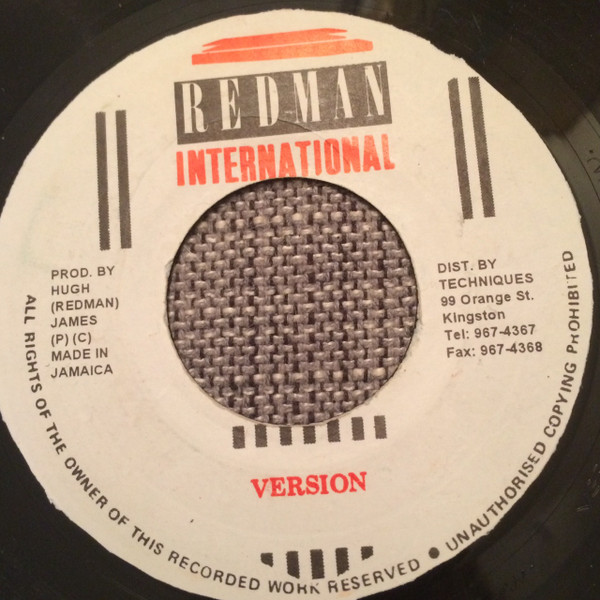 REDMAN
INTERNATIONAL
PROD. BY
HUGH
(REDMAN)
JAMES
(P) (C)
MADE IN
JAMAICA
DIST. BY
TECHNIQUES
99 Orange St.
Kingston
Tel: 967-4367
Fax: 967-4368
VERSION
ALL RIGHTS OF THE OWNER OF THIS RECORDED WORK RESERVED ● UNAUTHORISED COPYING PROHIBITED